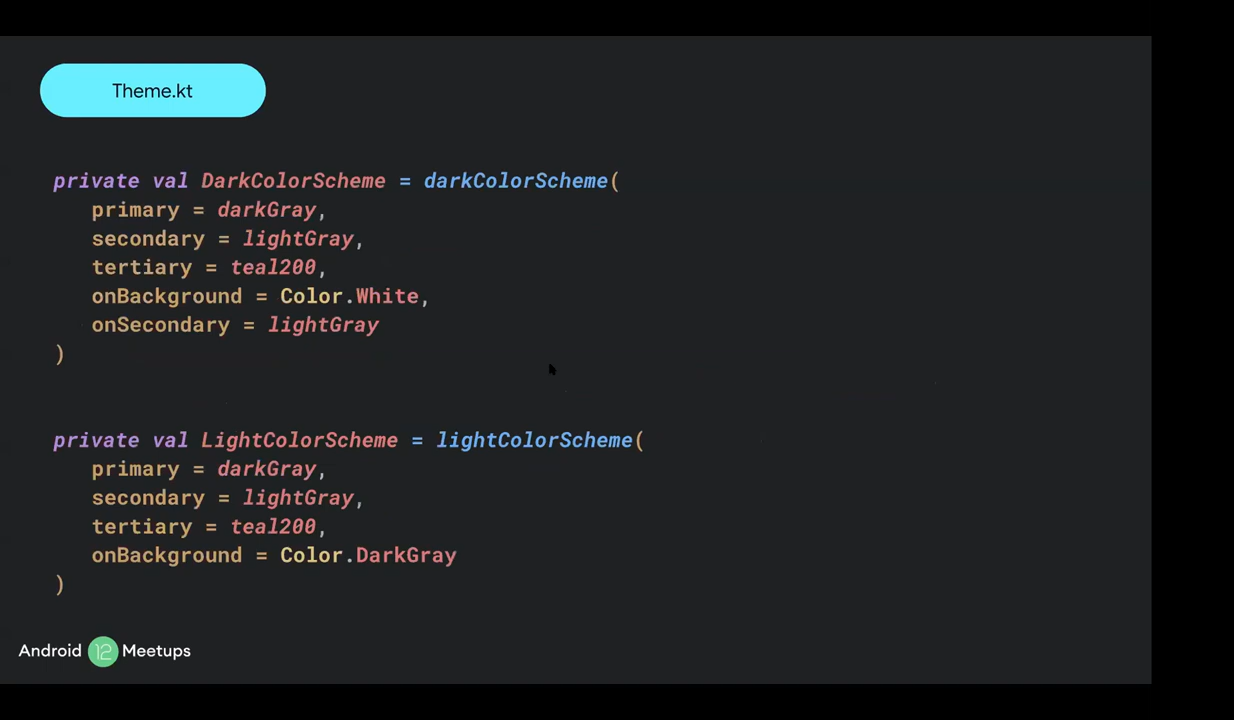 Theme.kt
private val DarkColorScheme = darkColorScheme(
primary = darkGray,
secondary = lightGray,
tertiary = teal200,
onBackground = Color.White,
onSecondary = lightGray
)
private val LightColorScheme = lightColorScheme(
primary = darkGray,
secondary = lightGray,
tertiary = teal200,
onBackground = Color.DarkGray
)
Android 12 Meetups